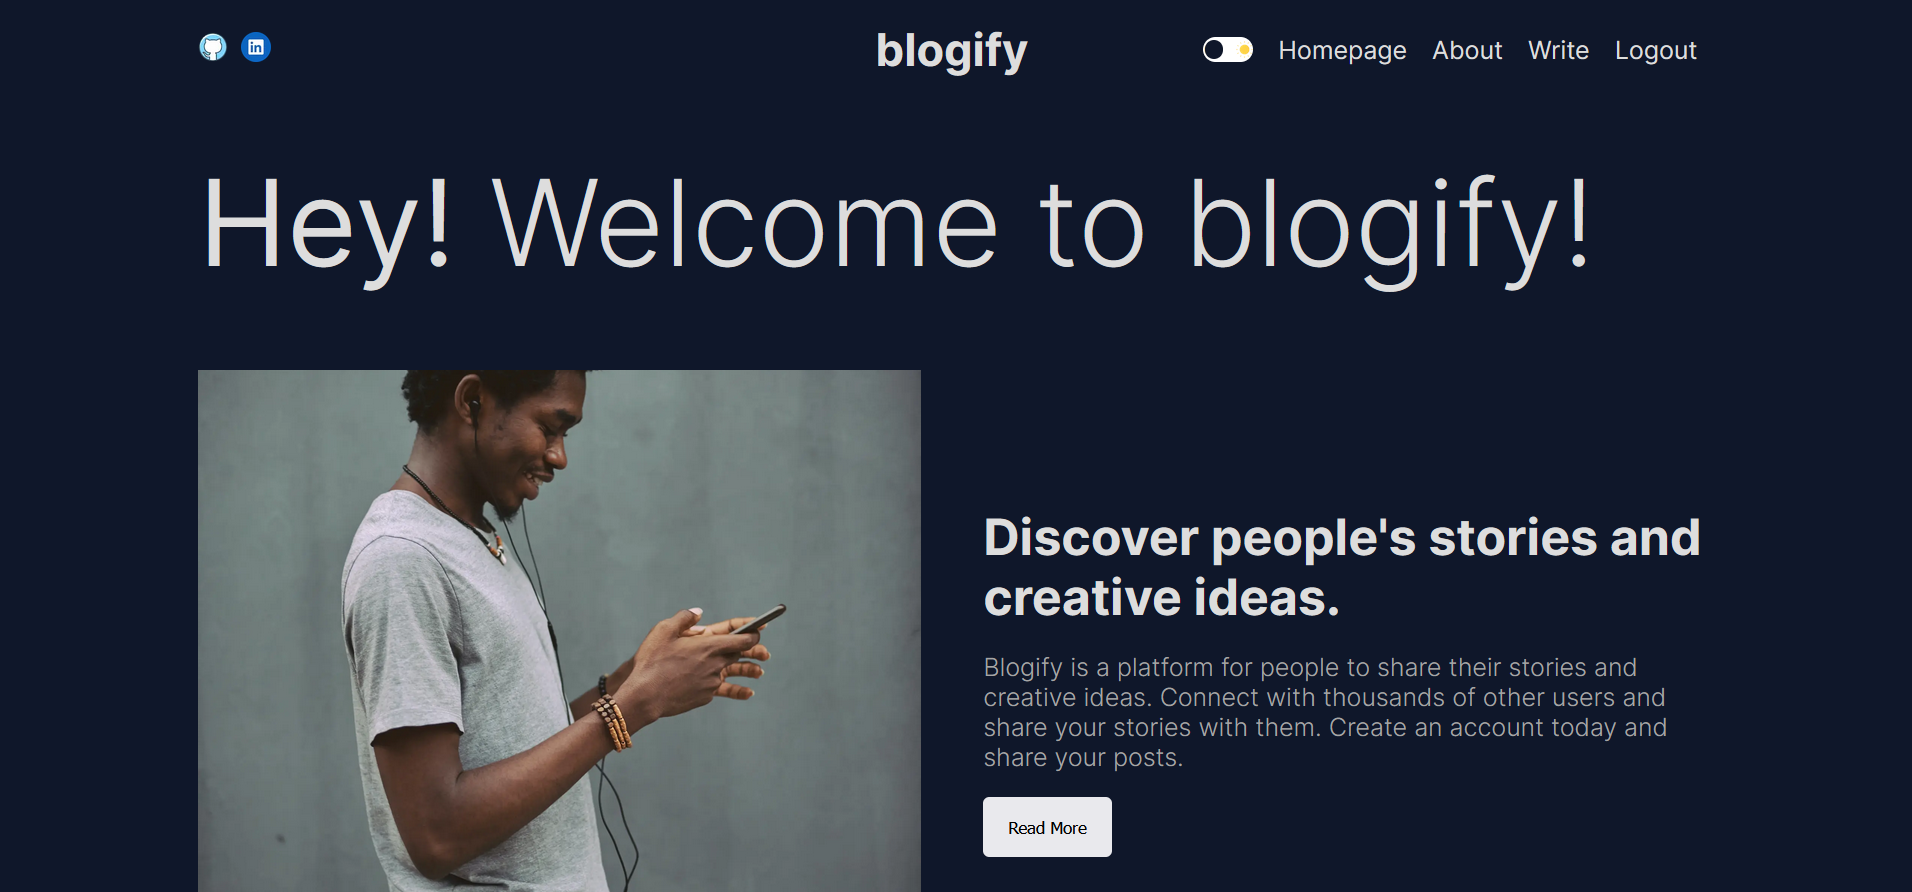 in
blogify
Homepage About Write Logout
Hey! Welcome to blogify!
Discover people's stories and
creative ideas.
Blogify is a platform for people to share their stories and
creative ideas. Connect with thousands of other users and
share your stories with them. Create an account today and
share your posts.
Read More